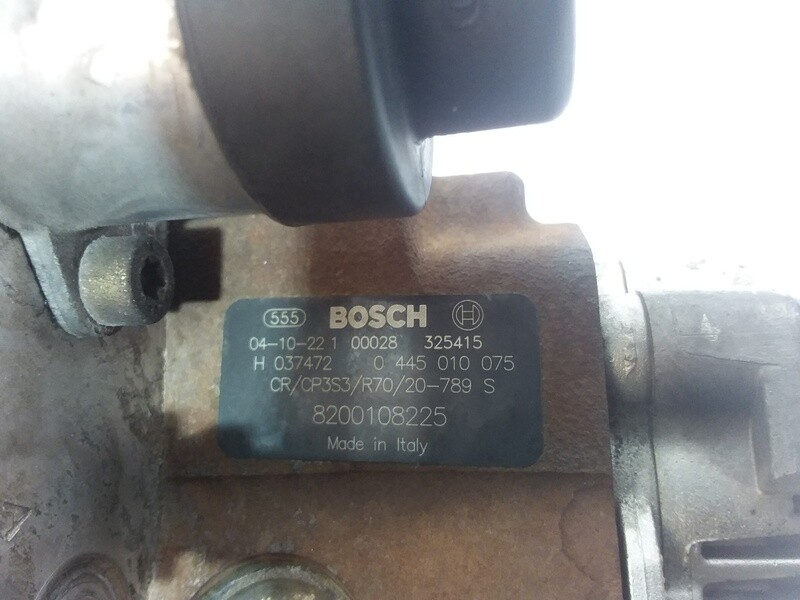 555 BOSCH
04-10-22 1 00028 325415
H 037472 0 445 010 075
CR/CP3S3/R70/20-789 S
8200108225
Made in Italy